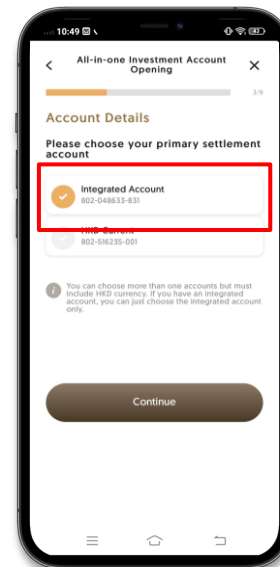 10:49
All-in-one Investment Account
Opening
3/9
Account Details
Please choose your primary settlement
account
Integrated Account
802-048633-831
HKD Current
802-516235-001
You can choose more than one accounts but must
include HKD currency. If you have an Integrated
account, you can just choose the Integrated account
only.
Continue